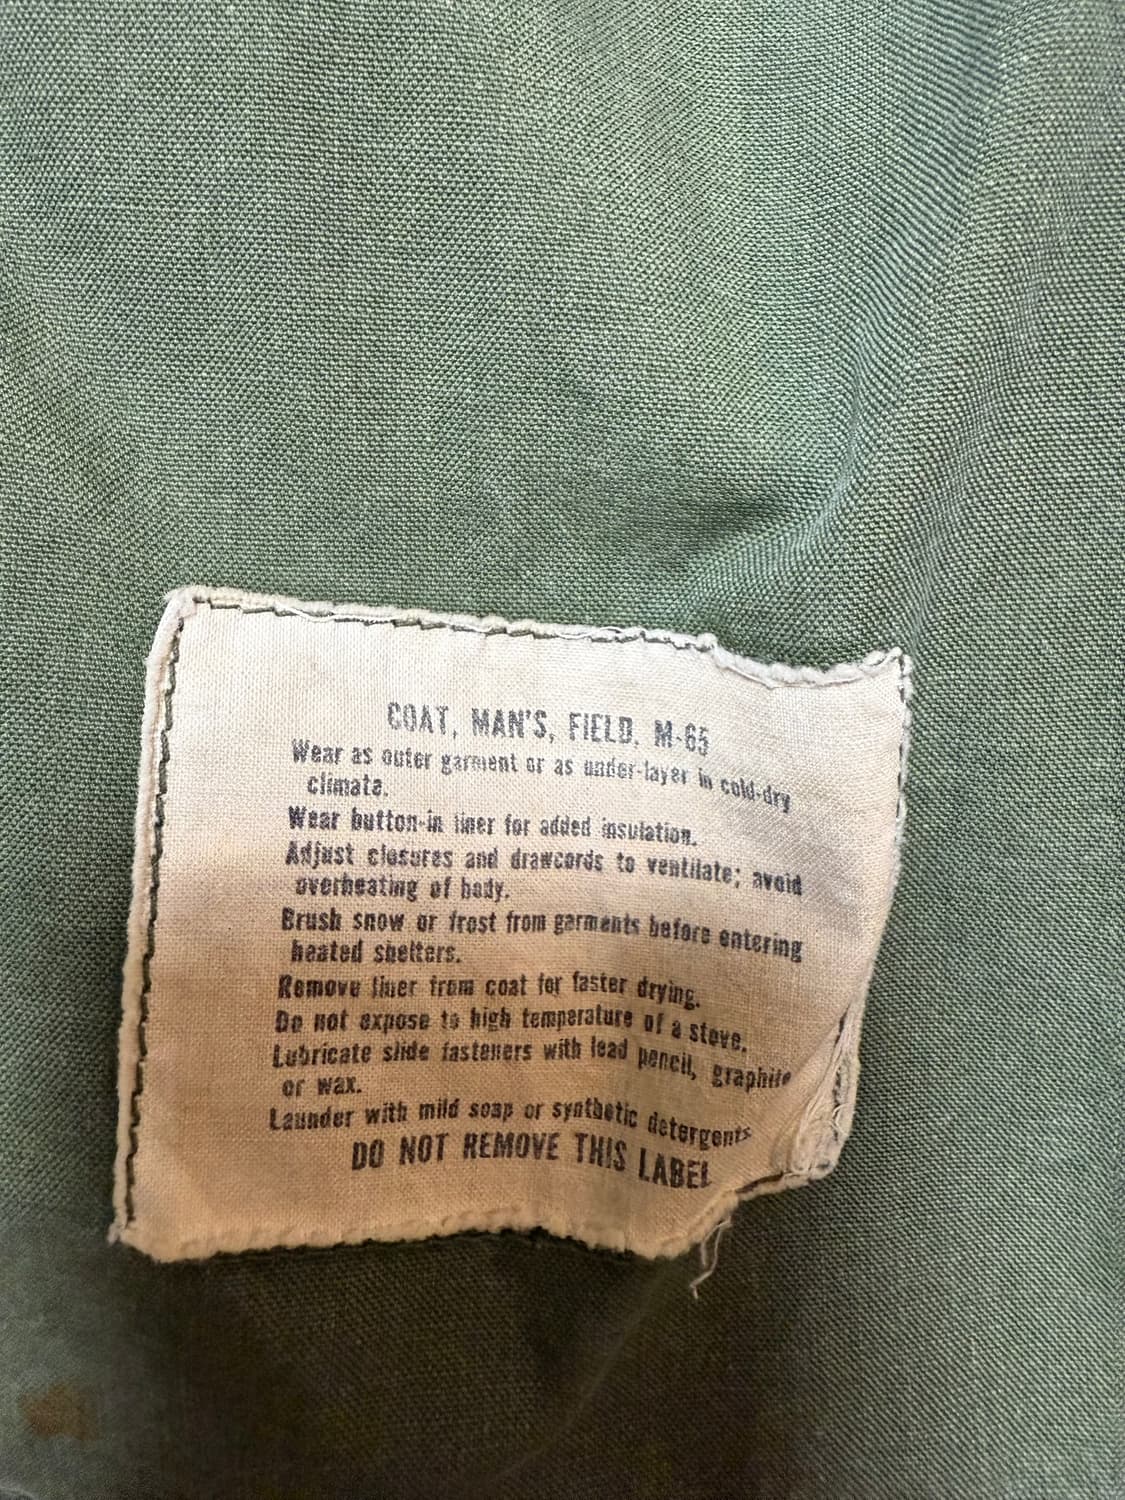 COAT, MAN'S, FIELD, M-65
Wear as outer garment or as under-layer in cold-dry
climate.
Wear button-in liner for added insulation.
Adjust closures and drawcords to ventilate; avoid
overheating of body.
Brush snow or frost from garments before entering
heated shelters.
Remove liner from coat for faster drying.
Do not expose to high temperature of a stove.
Lubricate slide fasteners with lead pencil, graphite
or wax.
Launder with mild soap or synthetic detergents
DO NOT REMOVE THIS LABEL